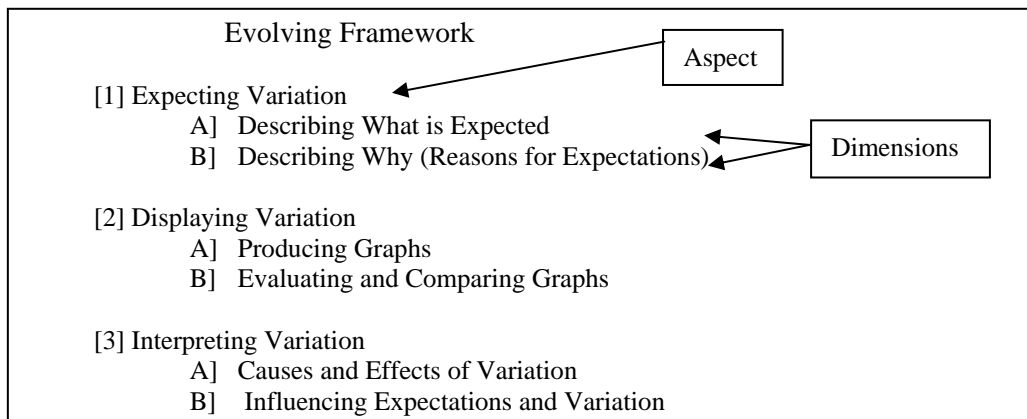 Evolving Framework
Aspect
[1] Expecting Variation
A] Describing What is Expected
B] Describing Why (Reasons for Expectations)
Dimensions
[2] Displaying Variation
A] Producing Graphs
B] Evaluating and Comparing Graphs
[3] Interpreting Variation
A] Causes and Effects of Variation
B] Influencing Expectations and Variation